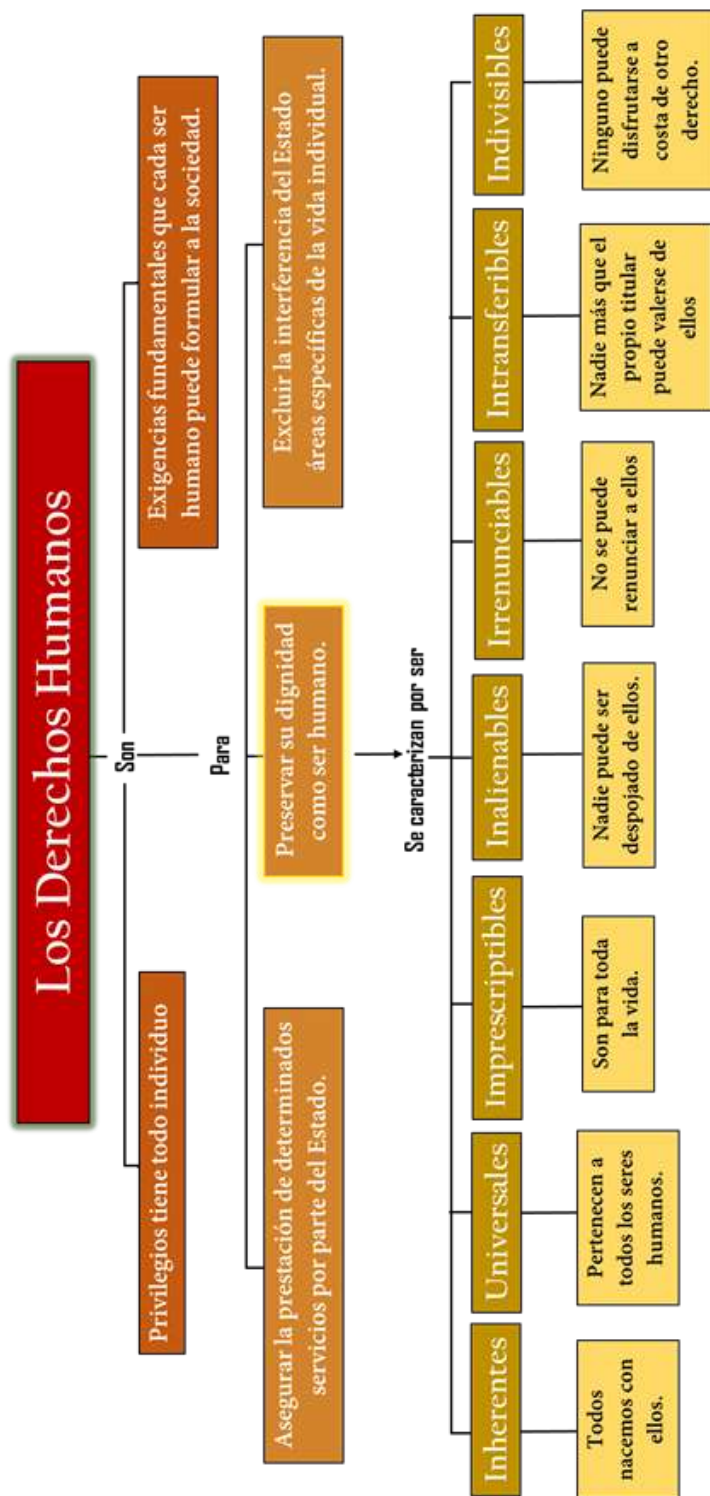 Los Derechos Humanos
Son
Privilegios tiene todo individuo
Exigencias fundamentales que cada ser
humano puede formular a la sociedad.
Para
Asegurar la prestación de determinados
servicios por parte del Estado.
Preservar su dignidad
como ser humano.
Excluir la interferencia del Estado
áreas específicas de la vida individual.
Se caracterizan por ser
Inherentes
Todos
nacemos con
ellos.
Universales
Pertenecen a
todos los seres
humanos.
Imprescriptibles
Son para toda
la vida.
Inalienables
Nadie puede ser
despojado de ellos.
Irrenunciables
No se puede
renunciar a ellos
Intransferibles
Nadie más que el
propio titular
puede valerse de
ellos
Indivisibles
Ninguno puede
disfrutarse a
costa de otro
derecho.